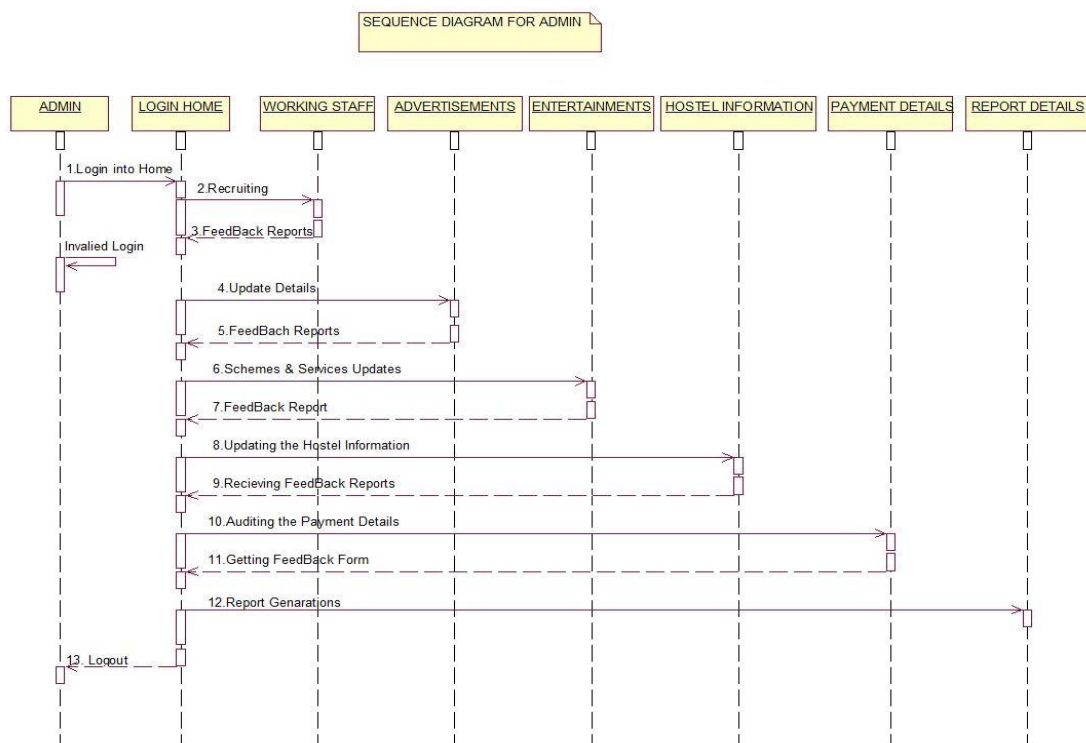 SEQUENCE DIAGRAM FOR ADMIN
ADMIN
LOGIN HOME
WORKING STAFF
ADVERTISEMENTS
ENTERTAINMENTS
HOSTEL INFORMATION
PAYMENT DETAILS
REPORT DETAILS
1.Login into Home
2.Recruiting
3.FeedBack Reports
Invalied Login
4.Update Details
5.FeedBach Reports
6.Schemes & Services Updates
7.FeedBack Report
8.Updating the Hostel Information
9.Recieving FeedBack Reports
10.Auditing the Payment Details
11.Getting FeedBack Form
12.Report Genarations
13. Logout